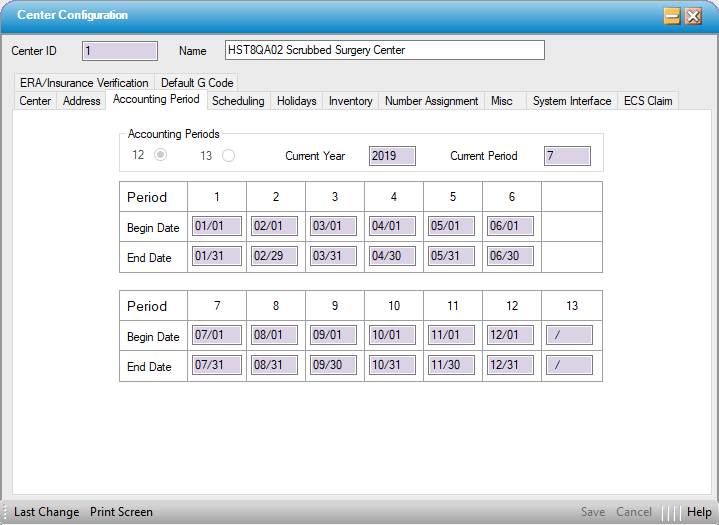 Center Configuration
Center ID 1 Name HST8QA02 Scrubbed Surgery Center
ERA/Insurance Verification Default G Code
Center Address Accounting Period Scheduling Holidays Inventory Number Assignment Misc System Interface ECS Claim
Accounting Periods
12 13 Current Year 2019 Current Period 7
Period 1 2 3 4 5 6
Begin Date 01/01 02/01 03/01 04/01 05/01 06/01
End Date 01/31 02/29 03/31 04/30 05/31 06/30
Period 7 8 9 10 11 12 13
Begin Date 07/01 08/01 09/01 10/01 11/01 12/01 /
End Date 07/31 08/31 09/30 10/31 11/30 12/31 /
Last Change Print Screen Save Cancel Help